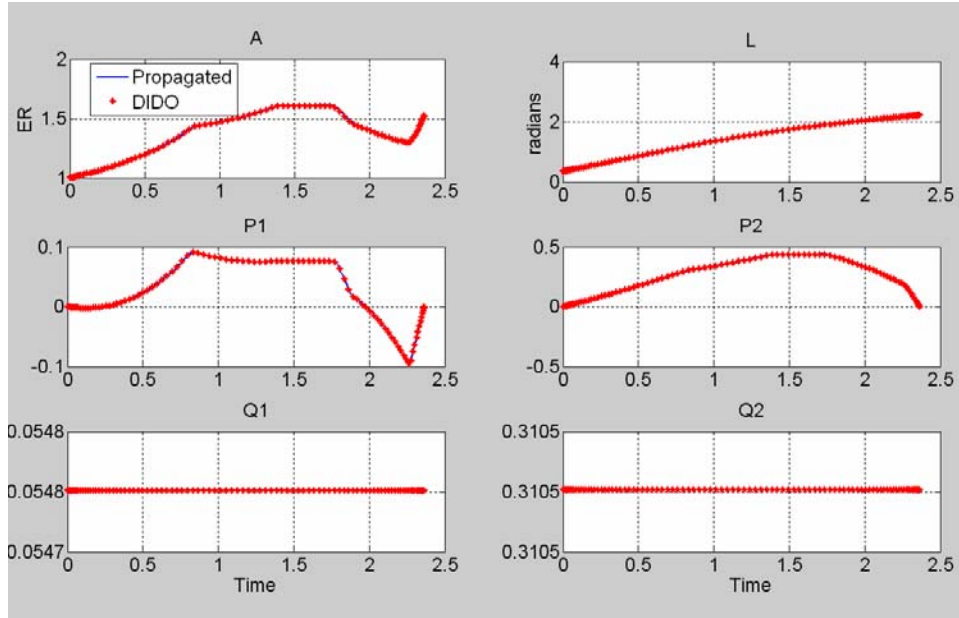 A
2
1.5
1
ER
Propagated
DIDO
0 0.5 1 1.5 2 2.5
L
4
2
0
radians
0 0.5 1 1.5 2 2.5
P1
0.1
0
-0.1
0 0.5 1 1.5 2 2.5
P2
0.5
0
-0.5
0 0.5 1 1.5 2 2.5
Q1
0.0548
0.0548
0.0547
0 0.5 1 1.5 2 2.5
Time
Q2
0.3105
0.3105
0.3105
0 0.5 1 1.5 2 2.5
Time